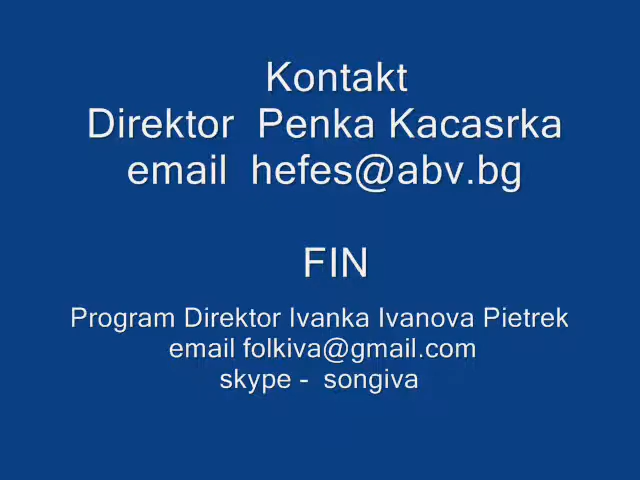 Kontakt
Direktor  Penka Kacasrka
email  hefes@abv.bg
FIN
Program Direktor Ivanka Ivanova Pietrek
email folkiva@gmail.com
skype -  songiva